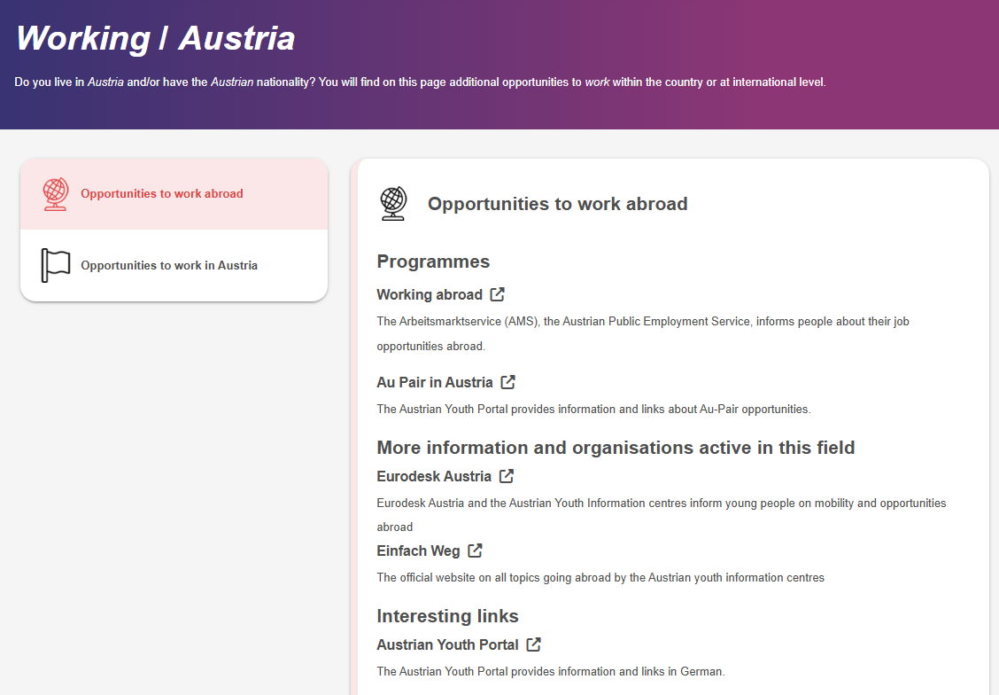 Working / Austria
Do you live in Austria and/or have the Austrian nationality? You will find on this page additional opportunities to work within the country or at international level.
Opportunities to work abroad
Opportunities to work in Austria
Opportunities to work abroad
Programmes
Working abroad
The Arbeitsmarktservice (AMS), the Austrian Public Employment Service, informs people about their job
opportunities abroad.
Au Pair in Austria
The Austrian Youth Portal provides information and links about Au-Pair opportunities.
More information and organisations active in this field
Eurodesk Austria
Eurodesk Austria and the Austrian Youth Information centres inform young people on mobility and opportunities
abroad
Einfach Weg
The official website on all topics going abroad by the Austrian youth information centres
Interesting links
Austrian Youth Portal
The Austrian Youth Portal provides information and links in German.